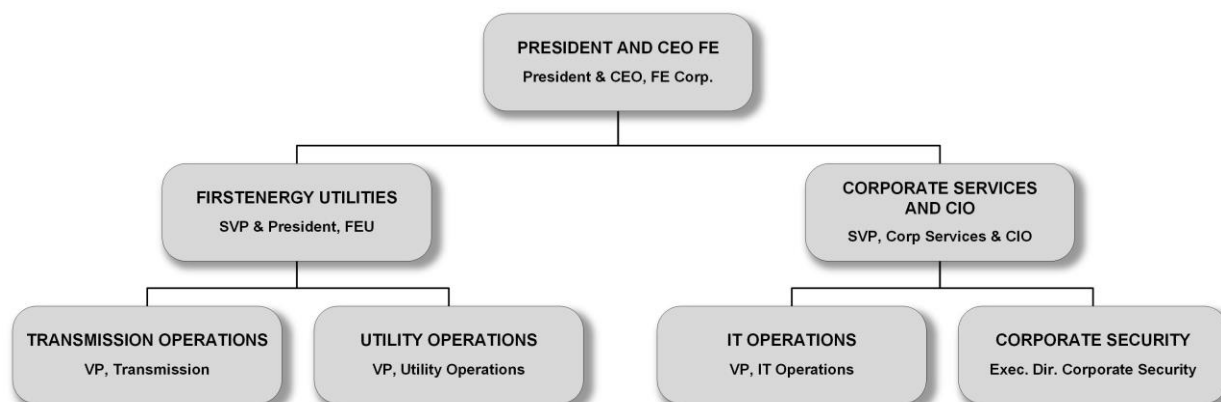 PRESIDENT AND CEO FE
President & CEO, FE Corp.
FIRSTENERGY UTILITIES
SVP & President, FEU
CORPORATE SERVICES
AND CIO
SVP, Corp Services & CIO
TRANSMISSION OPERATIONS
VP, Transmission
UTILITY OPERATIONS
VP, Utility Operations
IT OPERATIONS
VP, IT Operations
CORPORATE SECURITY
Exec. Dir. Corporate Security